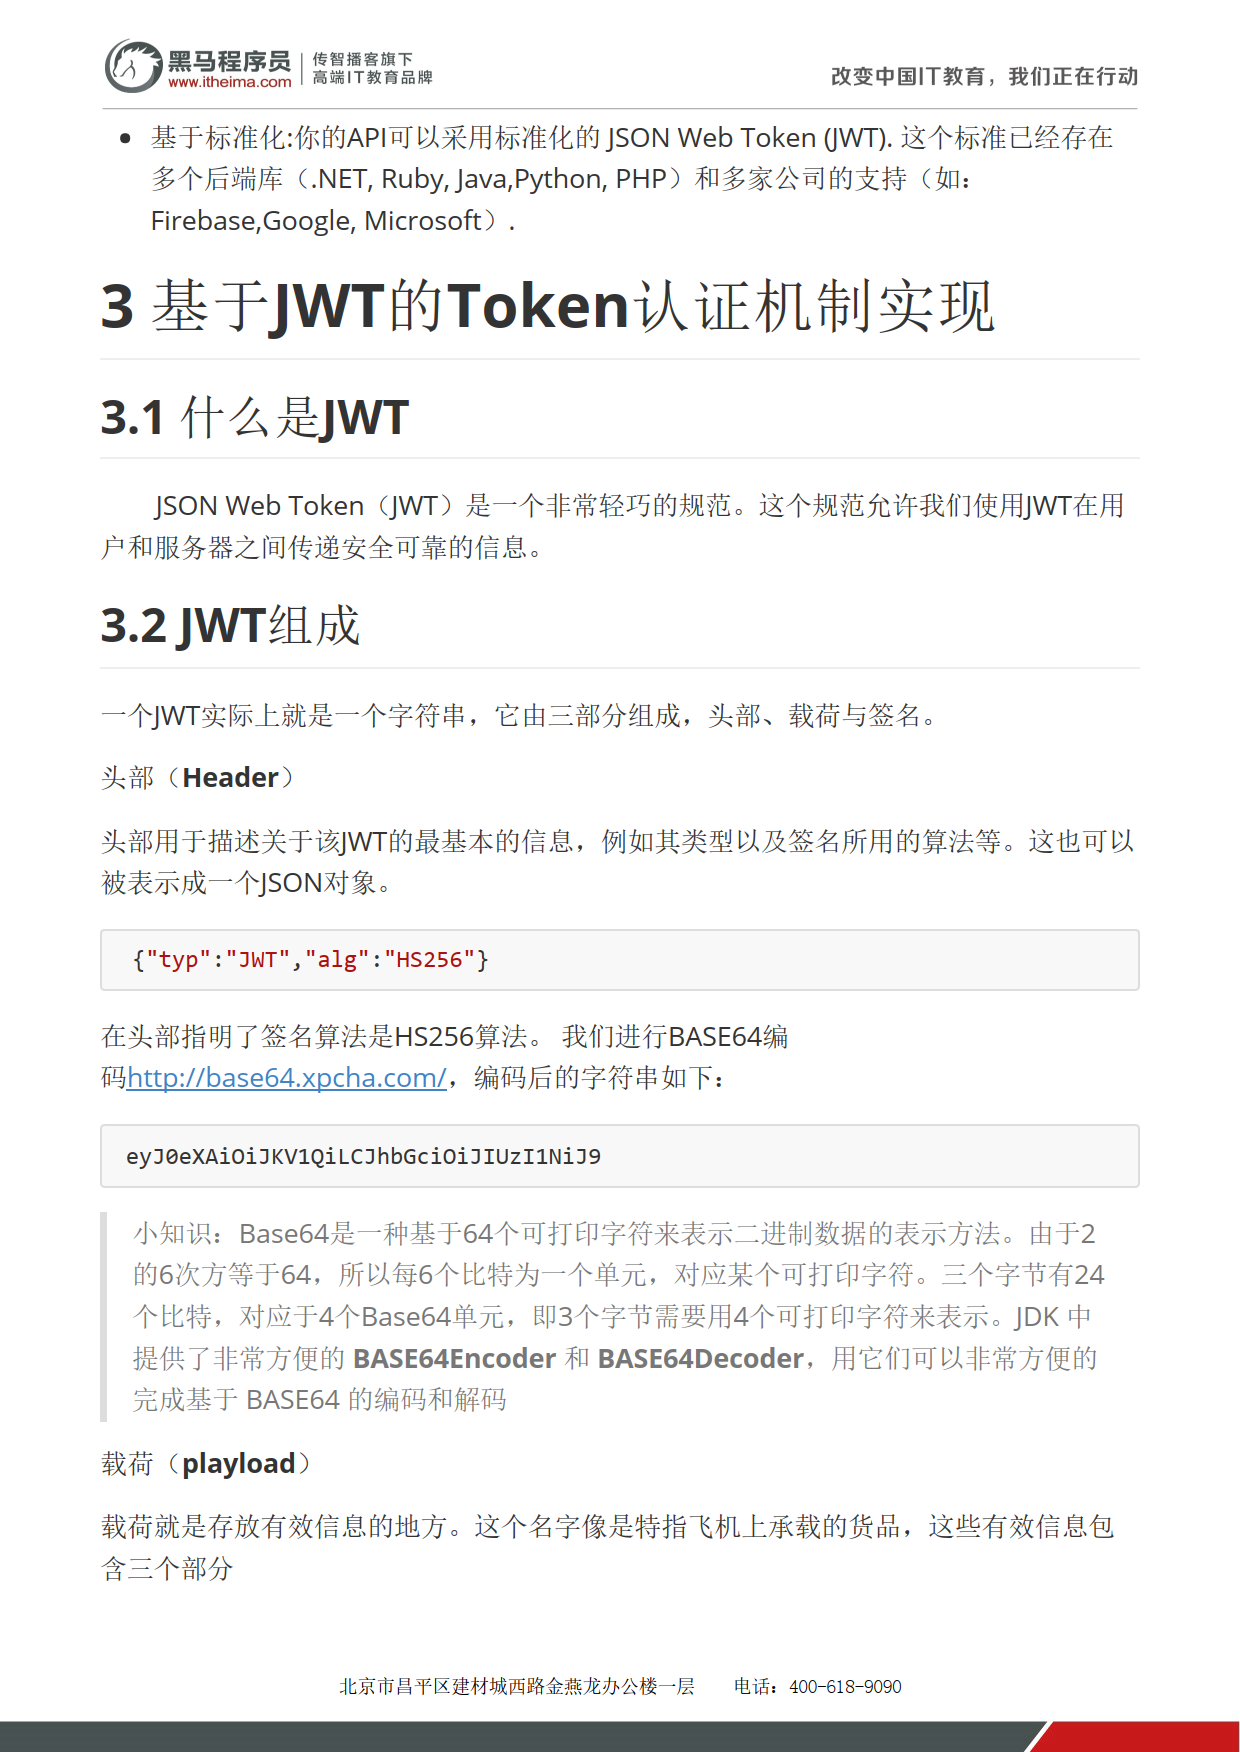 黑马程序员
www.itheima.com
传智播客旗下
高端IT教育品牌
改变中国IT教育，我们正在行动
基于标准化:你的API可以采用标准化的 JSON Web Token (JWT). 这个标准已经存在
多个后端库（.NET, Ruby, Java,Python, PHP）和多家公司的支持（如：
Firebase,Google, Microsoft）.
3 基于JWT的Token认证机制实现
3.1 什么是JWT
JSON Web Token（JWT）是一个非常轻巧的规范。这个规范允许我们使用JWT在用
户和服务器之间传递安全可靠的信息。
3.2 JWT组成
一个JWT实际上就是一个字符串，它由三部分组成，头部、载荷与签名。
头部（Header）
头部用于描述关于该JWT的最基本的信息，例如其类型以及签名所用的算法等。这也可以
被表示成一个JSON对象。
{"typ":"JWT","alg":"HS256"}
在头部指明了签名算法是HS256算法。 我们进行BASE64编
码http://base64.xpcha.com/，编码后的字符串如下：
eyJ0eXAiOiJKV1QiLCJhbGciOiJIUzI1NiJ9
小知识：Base64是一种基于64个可打印字符来表示二进制数据的表示方法。由于2
的6次方等于64，所以每6个比特为一个单元，对应某个可打印字符。三个字节有24
个比特，对应于4个Base64单元，即3个字节需要用4个可打印字符来表示。JDK 中
提供了非常方便的 BASE64Encoder 和 BASE64Decoder，用它们可以非常方便的
完成基于 BASE64 的编码和解码
载荷（playload）
载荷就是存放有效信息的地方。这个名字像是特指飞机上承载的货品，这些有效信息包
含三个部分
北京市昌平区建材城西路金燕龙办公楼一层 电话：400-618-9090